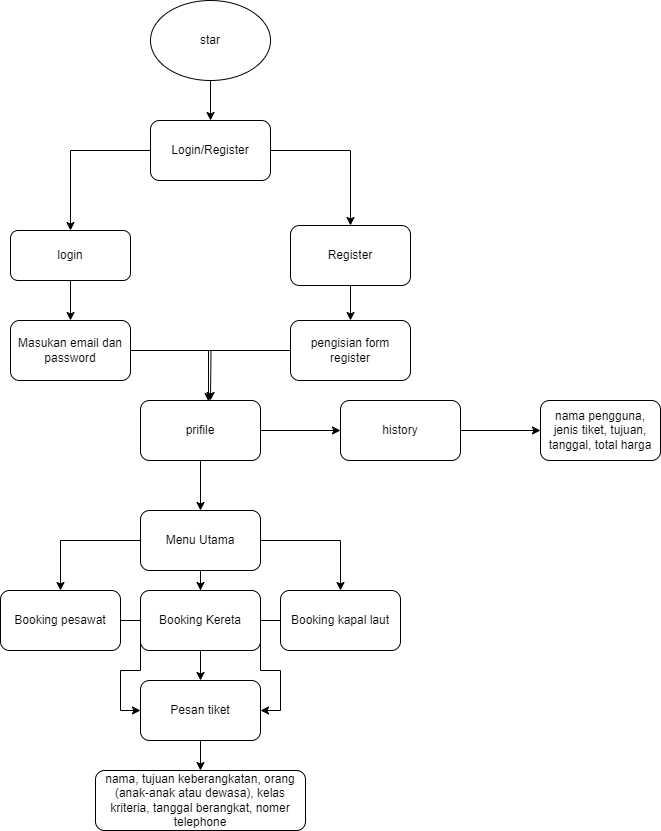 star
Login/Register
login
Register
Masukan email dan
password
pengisian form
register
prifile
history
nama pengguna,
jenis tiket, tujuan,
tanggal, total harga
Menu Utama
Booking pesawat
Booking Kereta
Booking kapal laut
Pesan tiket
nama, tujuan keberangkatan, orang
(anak-anak atau dewasa), kelas
kriteria, tanggal berangkat, nomer
telephone